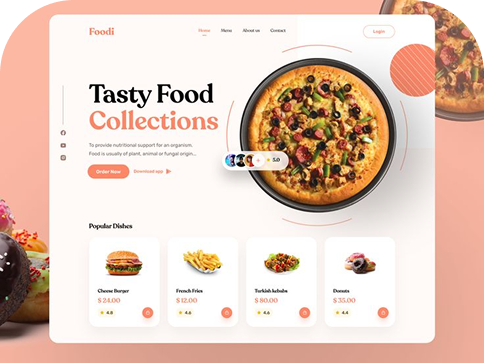 Foodi
Home Menu About us Contact
Login
Tasty Food
Collections
To provide nutritional support for an organism.
Food is usually of plant, animal or fungal origin...
5.0
Order Now Download app
Popular Dishes
Cheese Burger
$ 24.00
4.8
French Fries
$ 12.00
4.6
Turkish kebabs
$ 80.00
4.6
Donuts
$ 35.00
4.4